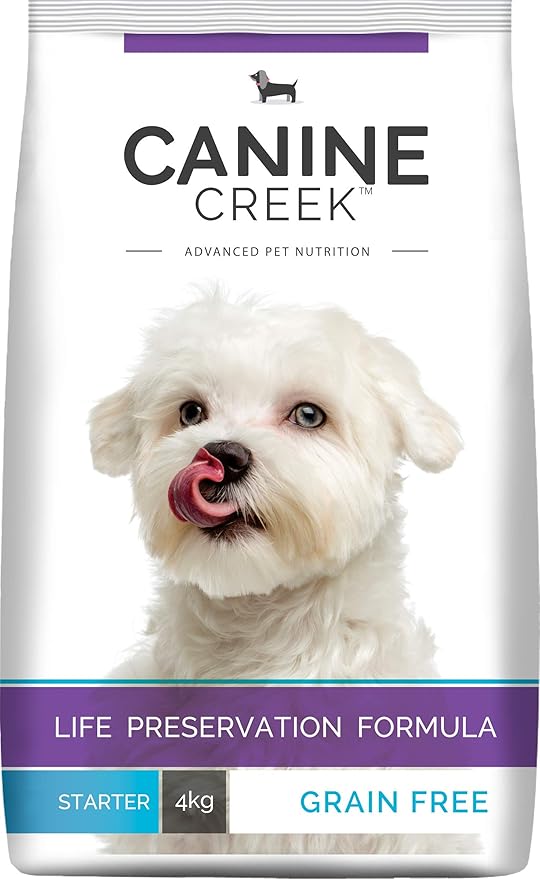 CANINE
CREEK™
ADVANCED PET NUTRITION
LIFE PRESERVATION FORMULA
STARTER 4kg GRAIN FREE